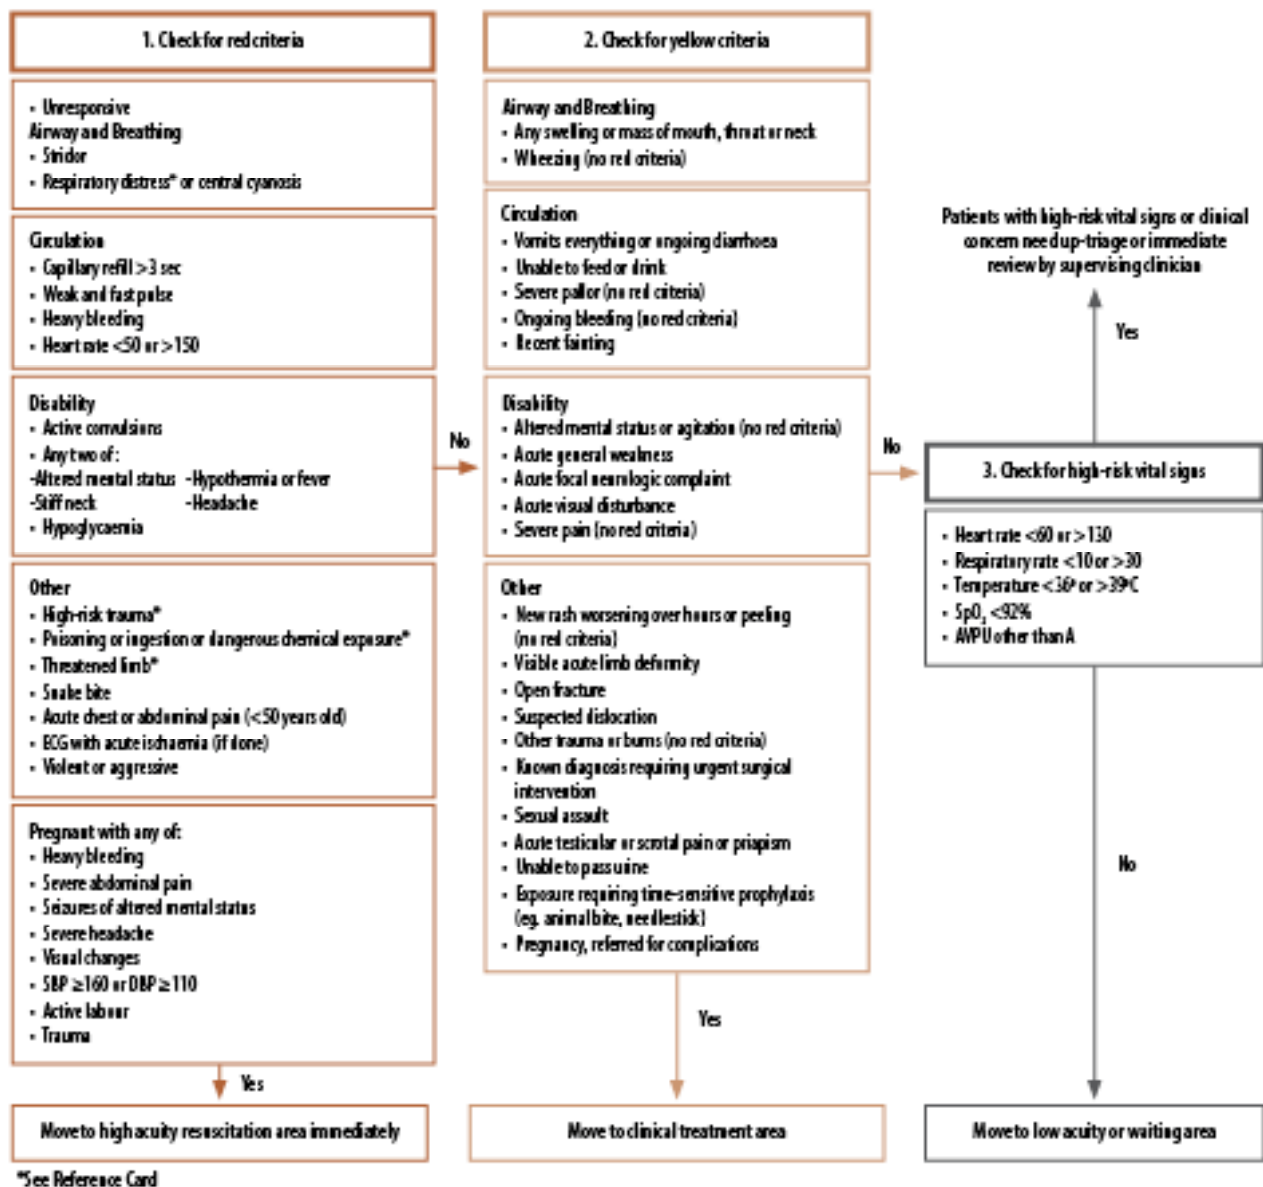 1. Check for red criteria
• Unresponsive
Airway and Breathing
• Stridor
• Respiratory distress* or central cyanosis
Circulation
• Capillary refill >3 sec
• Weak and fast pulse
• Heavy bleeding
• Heart rate <50 or >150
Disability
• Active convulsions
• Any two of:
-Altered mental status -Hypothermia or fever
-Stiff neck -Headache
• Hypoglycaemia
Other
• High-risk trauma*
• Poisoning or ingestion or dangerous chemical exposure*
• Threatened limb*
• Snake bite
• Acute chest or abdominal pain (<50 years old)
• ECG with acute ischaemia (if done)
• Violent or aggressive
Pregnant with any of:
• Heavy bleeding
• Severe abdominal pain
• Seizures of altered mental status
• Severe headache
• Visual changes
• SBP ≥160 or DBP ≥110
• Active labour
• Trauma
Yes
Move to high acuity resuscitation area immediately
*See Reference Card
No
2. Check for yellow criteria
Airway and Breathing
• Any swelling or mass of mouth, throat or neck
• Wheezing (no red criteria)
Circulation
• Vomits everything or ongoing diarrhoea
• Unable to feed or drink
• Severe pallor (no red criteria)
• Ongoing bleeding (no red criteria)
• Recent fainting
Disability
• Altered mental status or agitation (no red criteria)
• Acute general weakness
• Acute focal neurologic complaint
• Acute visual disturbance
• Severe pain (no red criteria)
Other
• New rash worsening over hours or peeling
(no red criteria)
• Visible acute limb deformity
• Open fracture
• Suspected dislocation
• Other trauma or burns (no red criteria)
• Known diagnosis requiring urgent surgical
intervention
• Sexual assault
• Acute testicular or scrotal pain or priapism
• Unable to pass urine
• Exposure requiring time-sensitive prophylaxis
(eg. animal bite, needlestick)
• Pregnancy, referred for complications
Yes
Move to clinical treatment area
No
Patients with high-risk vital signs or clinical
concern need up-triage or immediate
review by supervising clinician
Yes
3. Check for high-risk vital signs
• Heart rate <60 or >130
• Respiratory rate <10 or >30
• Temperature <36° or >39°C
• SpO₂ <92%
• AVPU other than A
No
Move to low acuity or waiting area